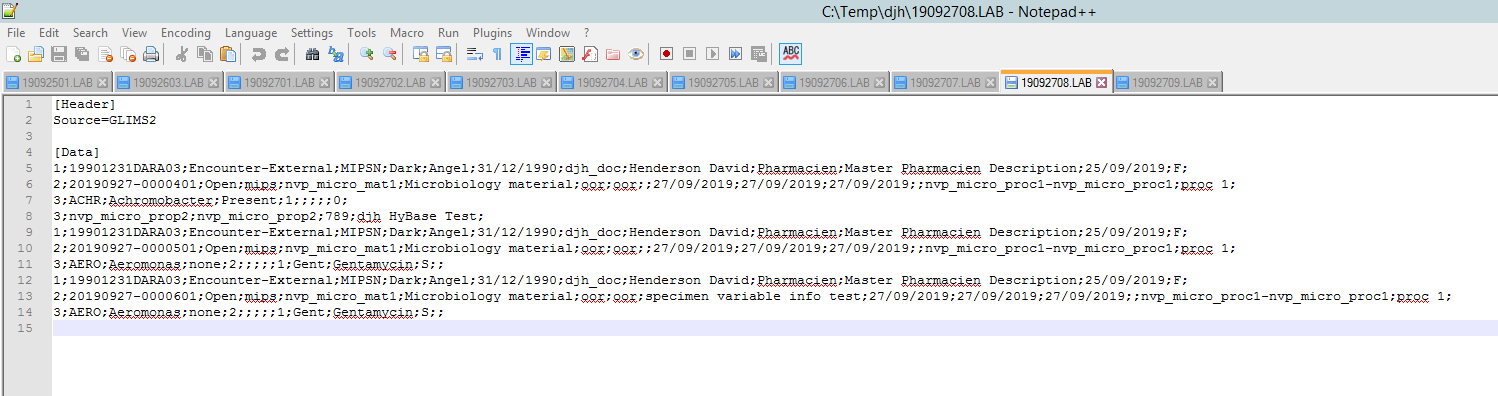 C:\Temp\djh\19092708.LAB - Notepad++
File Edit Search View Encoding Language Settings Tools Macro Run Plugins Window ?
ABC
19092501.LAB 19092603.LAB 19092701.LAB 19092702.LAB 19092703.LAB 19092704.LAB 19092705.LAB 19092706.LAB 19092707.LAB 19092708.LAB 19092709.LAB
1 [Header]
2 Source=GLIMS2
3
4 [Data]
5 1;19901231DARA03;Encounter-External;MIPSN;Dark;Angel;31/12/1990;djh_doc;Henderson David;Pharmacien;Master Pharmacien Description;25/09/2019;F;
6 2;20190927-0000401;Open;mips;nvp_micro_mat1;Microbiology material;oor;oor;;27/09/2019;27/09/2019;27/09/2019;;nvp_micro_proc1-nvp_micro_proc1;proc 1;
7 3;ACHR;Achromobacter;Present;1;;;;;0;
8 3;nvp_micro_prop2;nvp_micro_prop2;789;djh HyBase Test;
9 1;19901231DARA03;Encounter-External;MIPSN;Dark;Angel;31/12/1990;djh_doc;Henderson David;Pharmacien;Master Pharmacien Description;25/09/2019;F;
10 2;20190927-0000501;Open;mips;nvp_micro_mat1;Microbiology material;oor;oor;;27/09/2019;27/09/2019;27/09/2019;;nvp_micro_proc1-nvp_micro_proc1;proc 1;
11 3;AERO;Aeromonas;none;2;;;;;1;Gent;Gentamycin;S;;
12 1;19901231DARA03;Encounter-External;MIPSN;Dark;Angel;31/12/1990;djh_doc;Henderson David;Pharmacien;Master Pharmacien Description;25/09/2019;F;
13 2;20190927-0000601;Open;mips;nvp_micro_mat1;Microbiology material;oor;oor;specimen variable info test;27/09/2019;27/09/2019;27/09/2019;;nvp_micro_proc1-nvp_micro_proc1;proc 1;
14 3;AERO;Aeromonas;none;2;;;;;1;Gent;Gentamycin;S;;
15